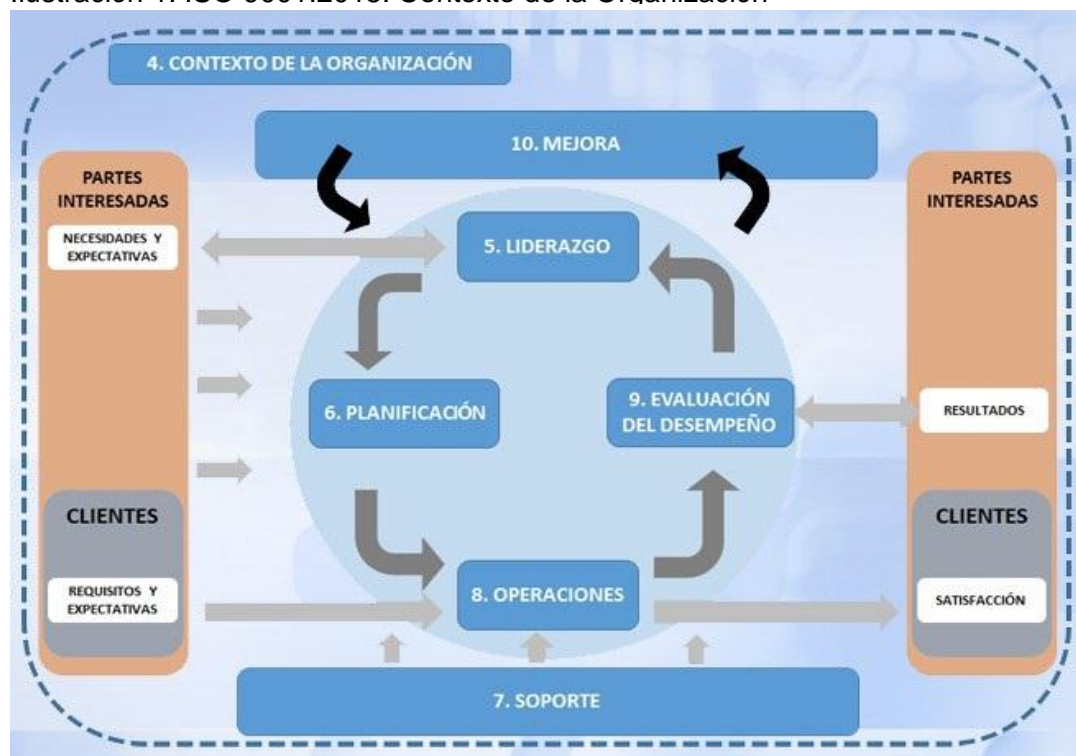 ISO 9001:2015. Contexto de la Organización
4. CONTEXTO DE LA ORGANIZACIÓN
10. MEJORA
PARTES
INTERESADAS
NECESIDADES Y
EXPECTATIVAS
CLIENTES
REQUISITOS Y
EXPECTATIVAS
5. LIDERAZGO
6. PLANIFICACIÓN
9. EVALUACIÓN
DEL DESEMPEÑO
8. OPERACIONES
PARTES
INTERESADAS
RESULTADOS
CLIENTES
SATISFACCIÓN
7. SOPORTE